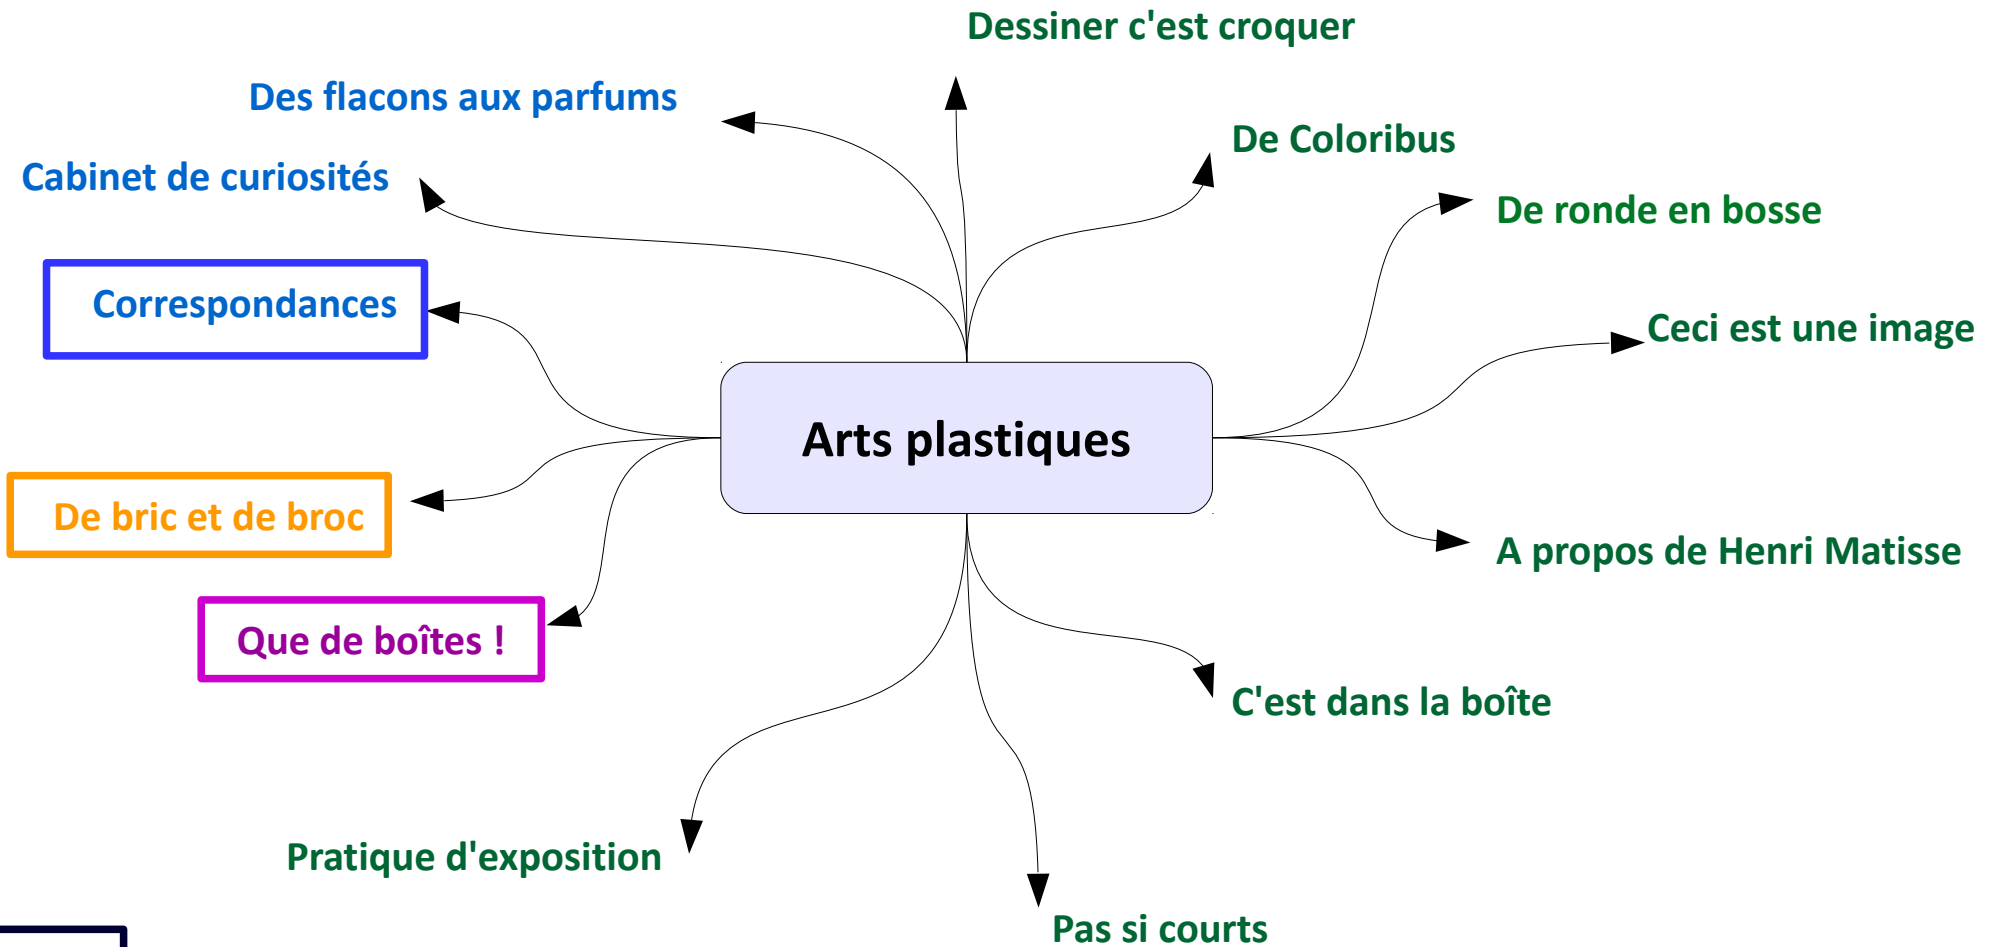 Dessiner c'est croquer
Des flacons aux parfums
De Coloribus
Cabinet de curiosités
De ronde en bosse
Correspondances
Ceci est une image
Arts plastiques
De bric et de broc
A propos de Henri Matisse
Que de boîtes !
C'est dans la boîte
Pratique d'exposition
Pas si courts